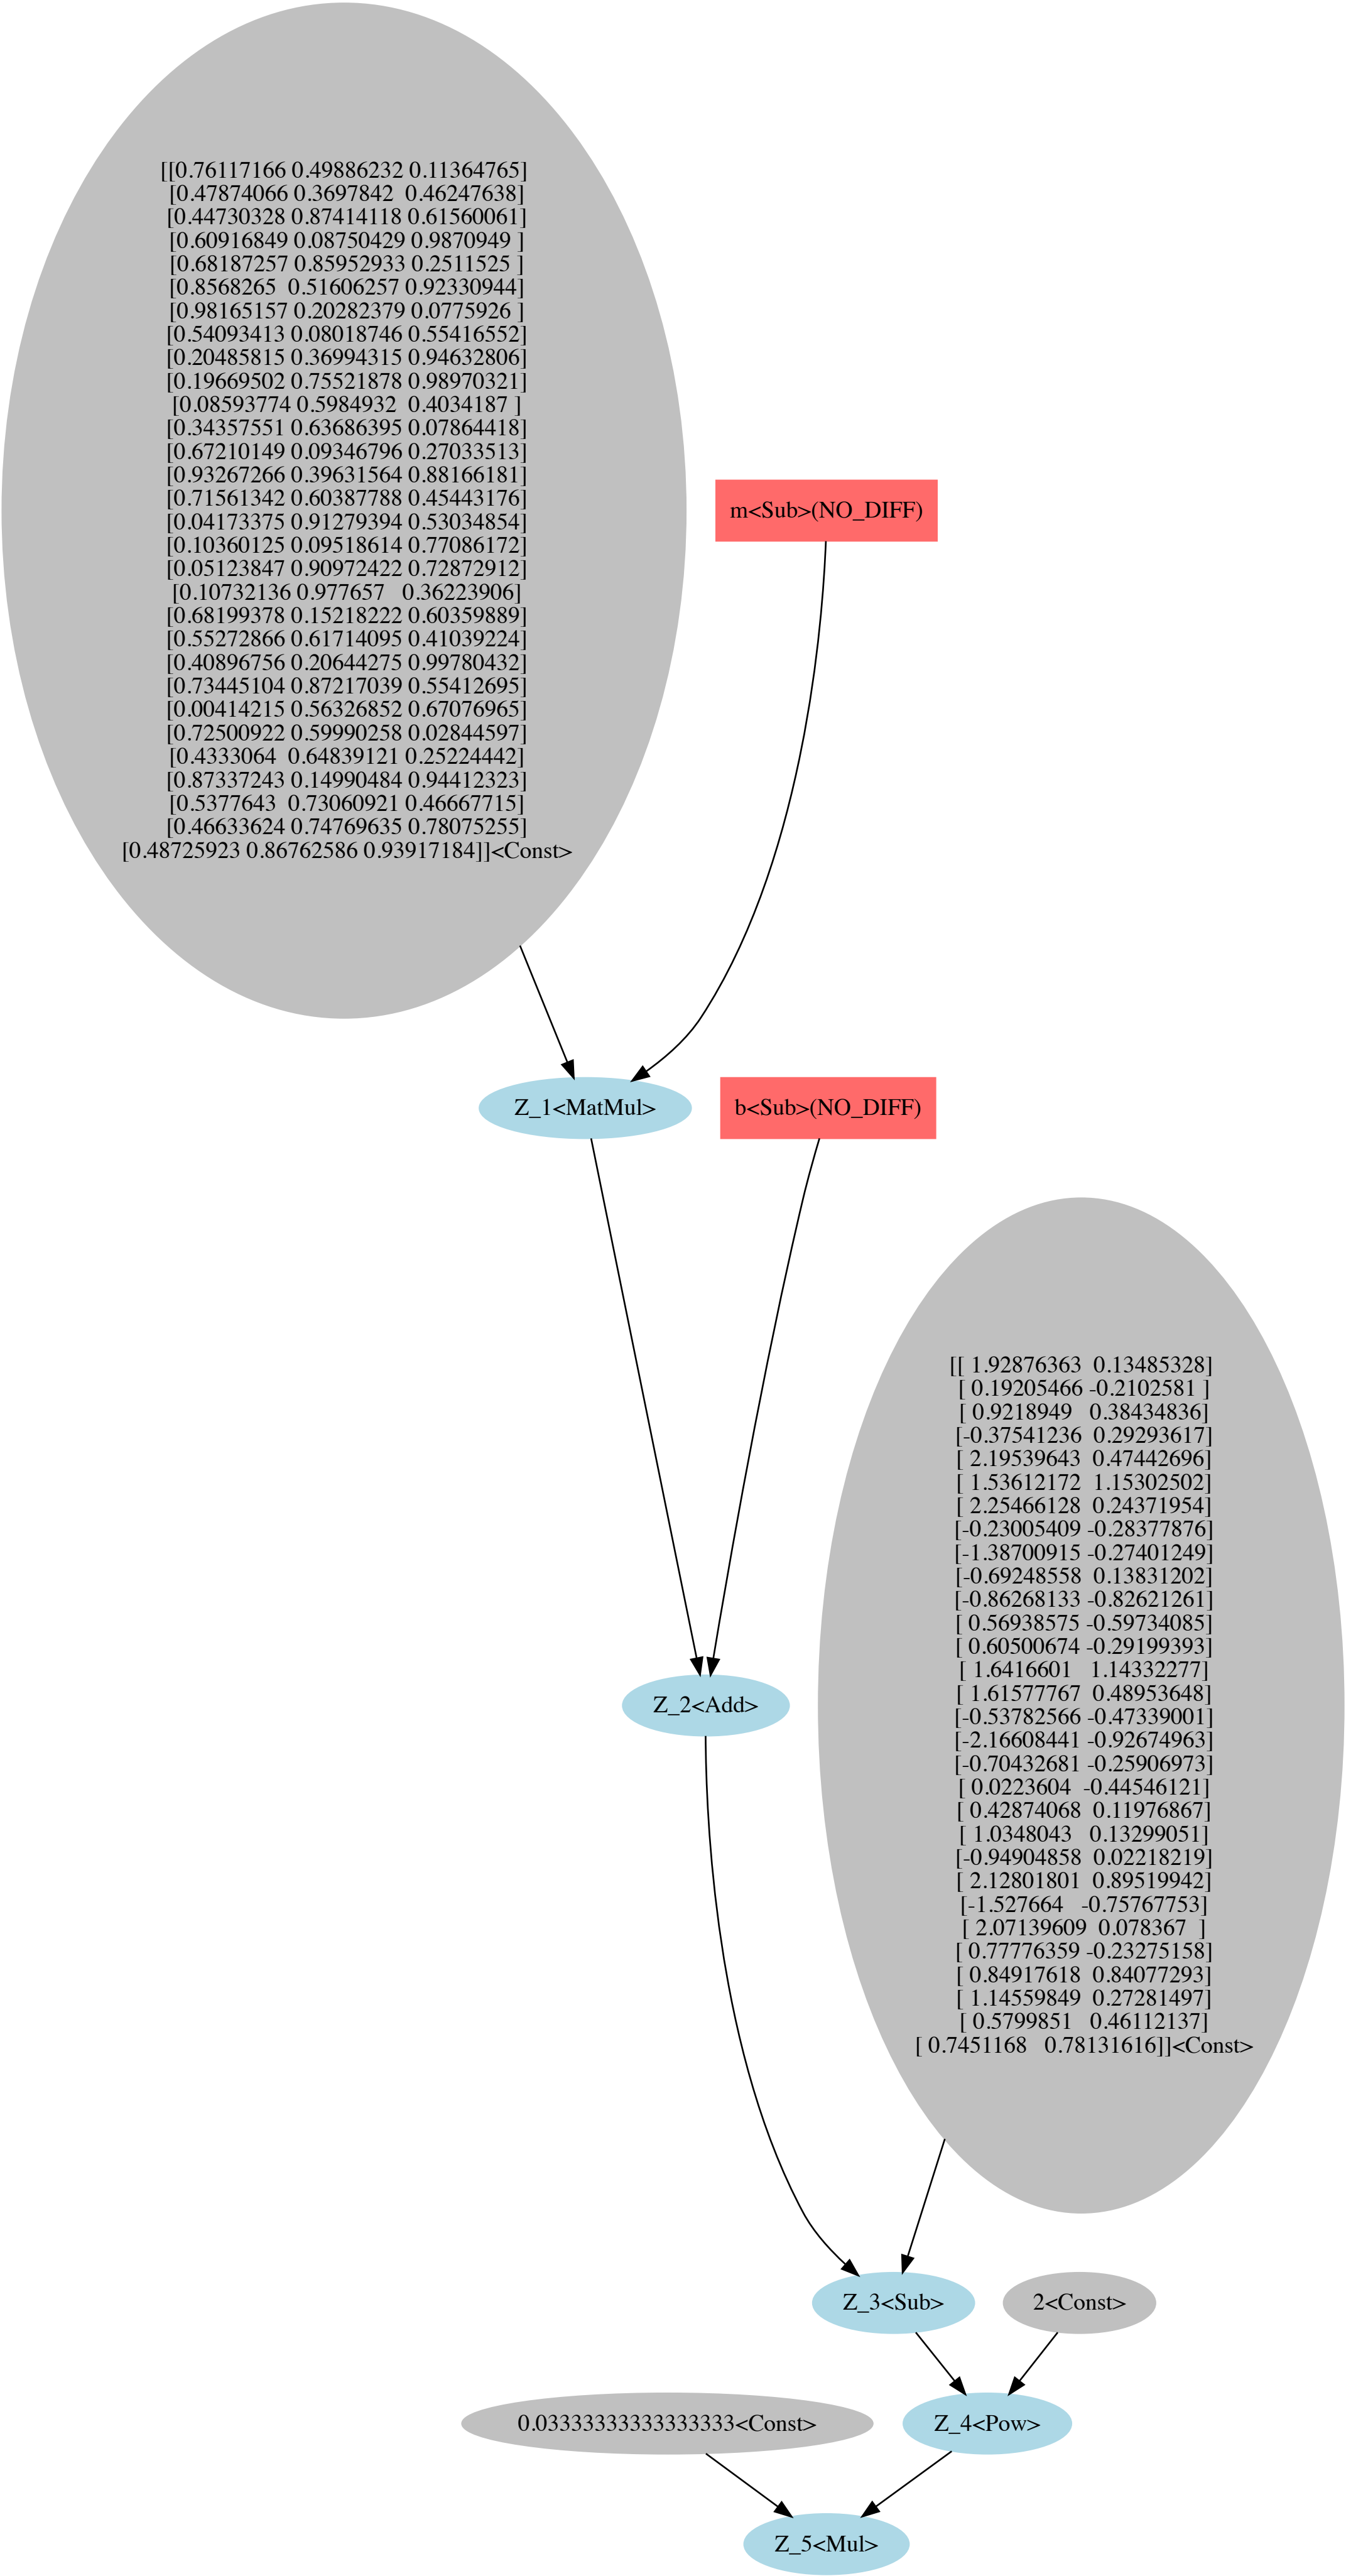 [[0.76117166 0.49886232 0.11364765]
[0.47874066 0.3697842  0.46247638]
[0.44730328 0.87414118 0.61560061]
[0.60916849 0.08750429 0.9870949 ]
[0.68187257 0.85952933 0.2511525 ]
[0.8568265  0.51606257 0.92330944]
[0.98165157 0.20282379 0.0775926 ]
[0.54093413 0.08018746 0.55416552]
[0.20485815 0.36994315 0.94632806]
[0.19669502 0.75521878 0.98970321]
[0.08593774 0.5984932  0.4034187 ]
[0.34357551 0.63686395 0.07864418]
[0.67210149 0.09346796 0.27033513]
[0.93267266 0.39631564 0.88166181]
[0.71561342 0.60387788 0.45443176]
[0.04173375 0.91279394 0.53034854]
[0.10360125 0.09518614 0.77086172]
[0.05123847 0.90972422 0.72872912]
[0.10732136 0.977657   0.36223906]
[0.68199378 0.15218222 0.60359889]
[0.55272866 0.61714095 0.41039224]
[0.40896756 0.20644275 0.99780432]
[0.73445104 0.87217039 0.55412695]
[0.00414215 0.56326852 0.67076965]
[0.72500922 0.59990258 0.02844597]
[0.4333064  0.64839121 0.25224442]
[0.87337243 0.14990484 0.94412323]
[0.5377643  0.73060921 0.46667715]
[0.46633624 0.74769635 0.78075255]
[0.48725923 0.86762586 0.93917184]]<Const>
m<Sub>(NO_DIFF)
Z_1<MatMul>
b<Sub>(NO_DIFF)
[[ 1.92876363  0.13485328]
[ 0.19205466 -0.2102581 ]
[ 0.9218949   0.38434836]
[-0.37541236  0.29293617]
[ 2.19539643  0.47442696]
[ 1.53612172  1.15302502]
[ 2.25466128  0.24371954]
[-0.23005409 -0.28377876]
[-1.38700915 -0.27401249]
[-0.69248558  0.13831202]
[-0.86268133 -0.82621261]
[ 0.56938575 -0.59734085]
[ 0.60500674 -0.29199393]
[ 1.6416601   1.14332277]
[ 1.61577767  0.48953648]
[-0.53782566 -0.47339001]
[-2.16608441 -0.92674963]
[-0.70432681 -0.25906973]
[ 0.0223604  -0.44546121]
[ 0.42874068  0.11976867]
[ 1.0348043   0.13299051]
[-0.94904858  0.02218219]
[ 2.12801801  0.89519942]
[-1.527664   -0.75767753]
[ 2.07139609  0.078367  ]
[ 0.77776359 -0.23275158]
[ 0.84917618  0.84077293]
[ 1.14559849  0.27281497]
[ 0.5799851   0.46112137]
[ 0.7451168   0.78131616]]<Const>
Z_2<Add>
Z_3<Sub>
2<Const>
0.03333333333333333<Const>
Z_4<Pow>
Z_5<Mul>